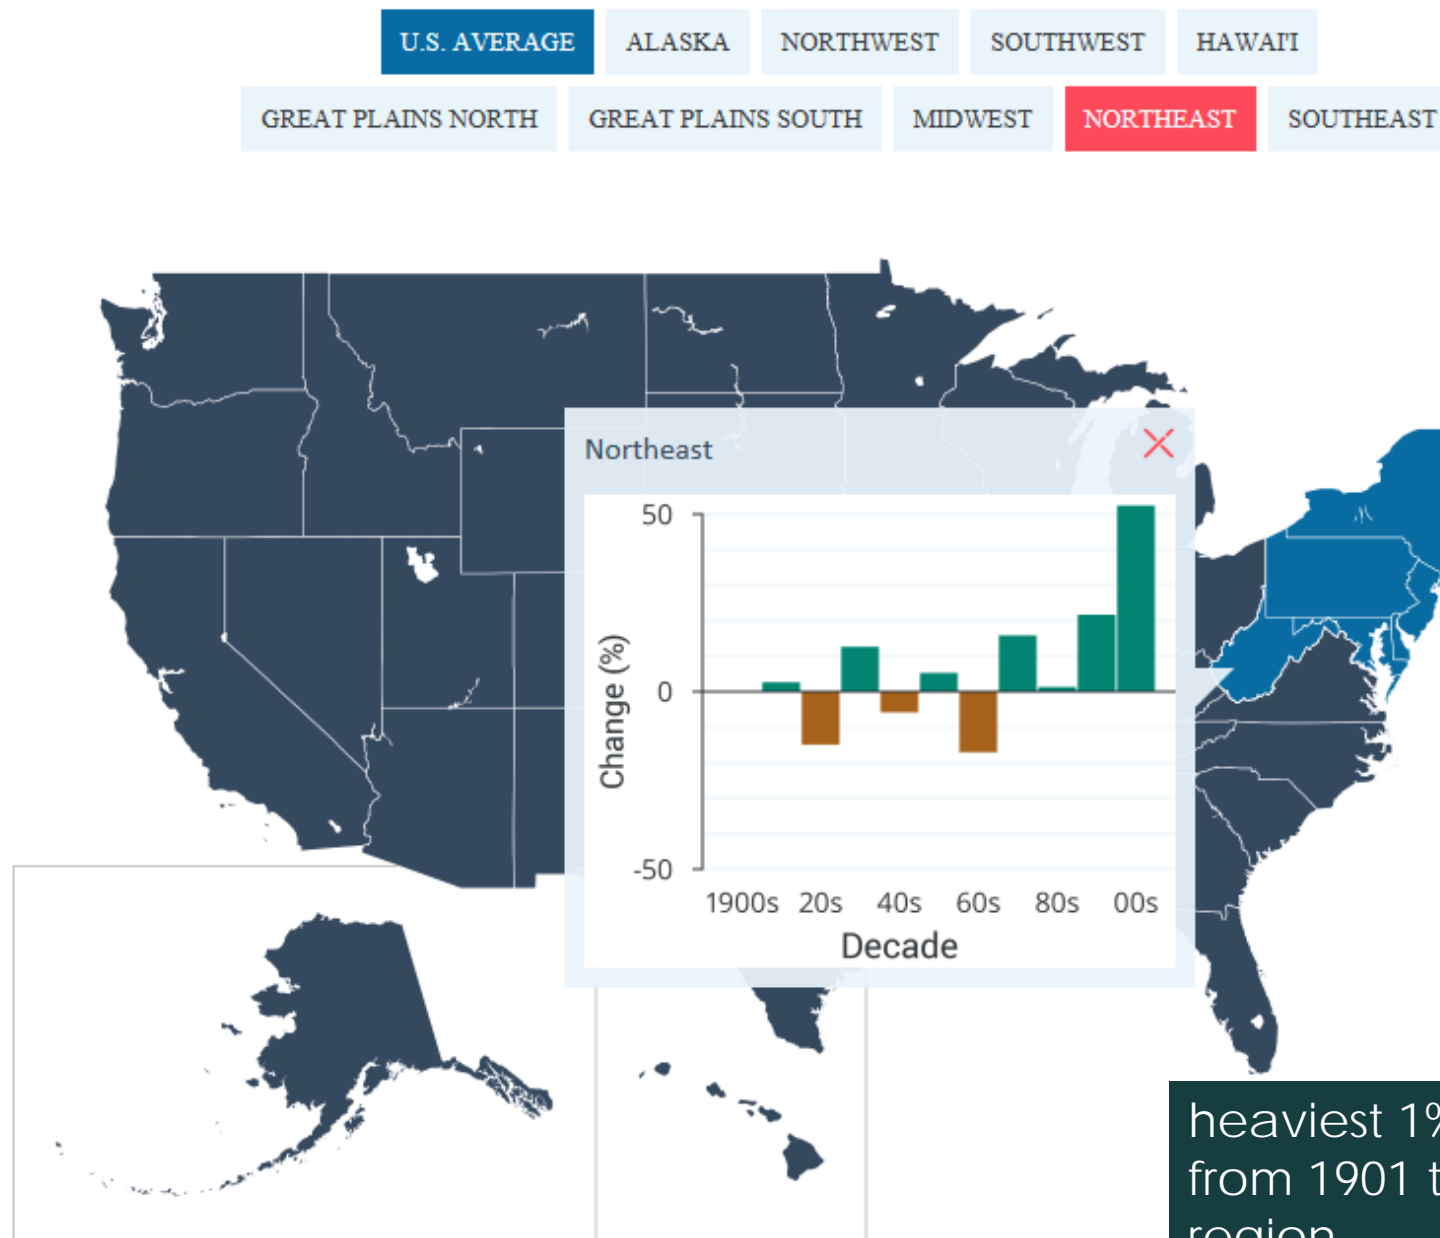 U.S. AVERAGE ALASKA NORTHWEST SOUTHWEST HAWAI'I
GREAT PLAINS NORTH GREAT PLAINS SOUTH MIDWEST NORTHEAST SOUTHEAST
Northeast
50
0
-50
Change (%)
1900s 20s 40s 60s 80s 00s
Decade
heaviest 1%
from 1901 t
region